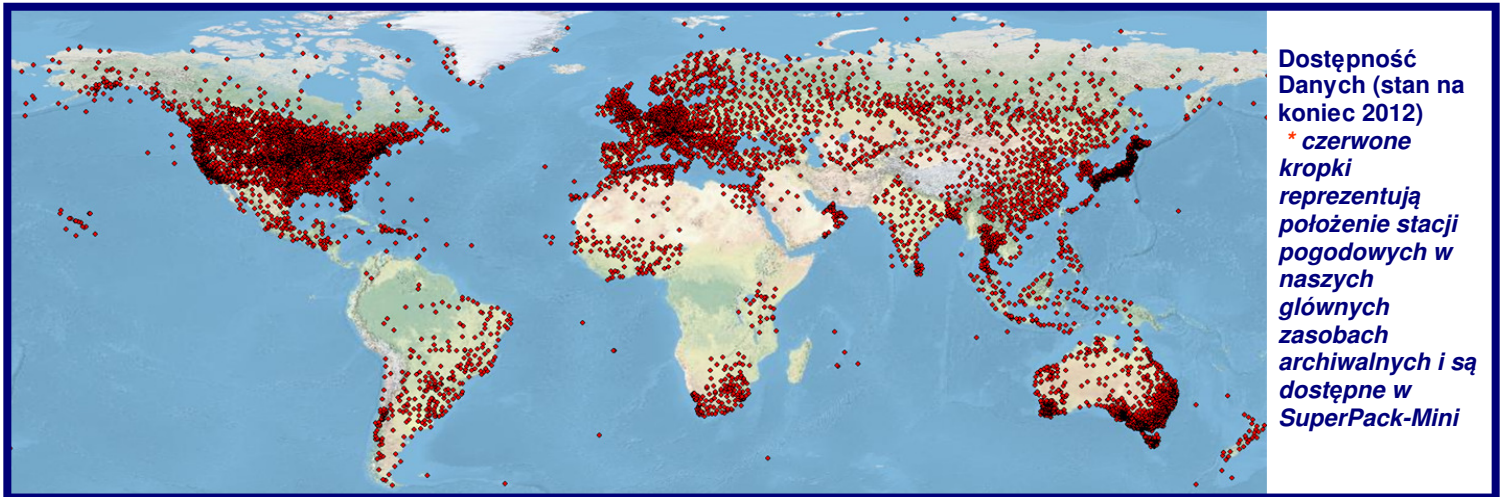 Dostępność
Danych (stan na
koniec 2012)
* czerwone
kropki
reprezentują
położenie stacji
pogodowych w
naszych
głównych
zasobach
archiwalnych i są
dostępne w
SuperPack-Mini